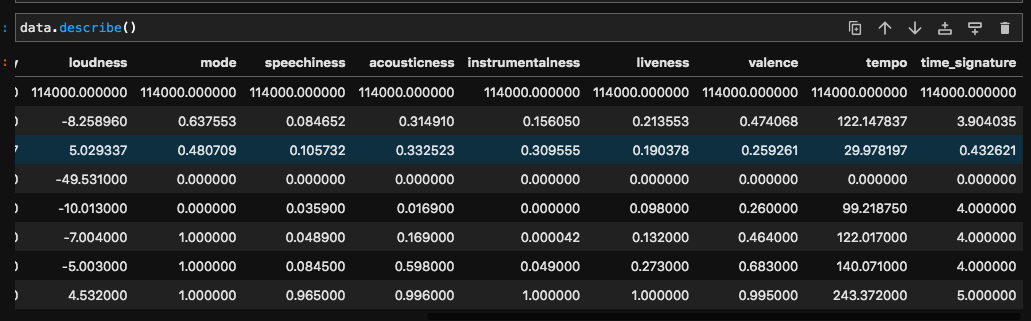 : data.describe()
: y loudness mode speechiness acousticness instrumentalness liveness valence tempo time_signature
0 114000.000000 114000.000000 114000.000000 114000.000000 114000.000000 114000.000000 114000.000000 114000.000000 114000.000000
0 -8.258960 0.637553 0.084652 0.314910 0.156050 0.213553 0.474068 122.147837 3.904035
7 5.029337 0.480709 0.105732 0.332523 0.309555 0.190378 0.259261 29.978197 0.432621
0 -49.531000 0.000000 0.000000 0.000000 0.000000 0.000000 0.000000 0.000000 0.000000
0 -10.013000 0.000000 0.035900 0.016900 0.000000 0.098000 0.260000 99.218750 4.000000
0 -7.004000 1.000000 0.048900 0.169000 0.000042 0.132000 0.464000 122.017000 4.000000
0 -5.003000 1.000000 0.084500 0.598000 0.049000 0.273000 0.683000 140.071000 4.000000
0 4.532000 1.000000 0.965000 0.996000 1.000000 1.000000 0.995000 243.372000 5.000000